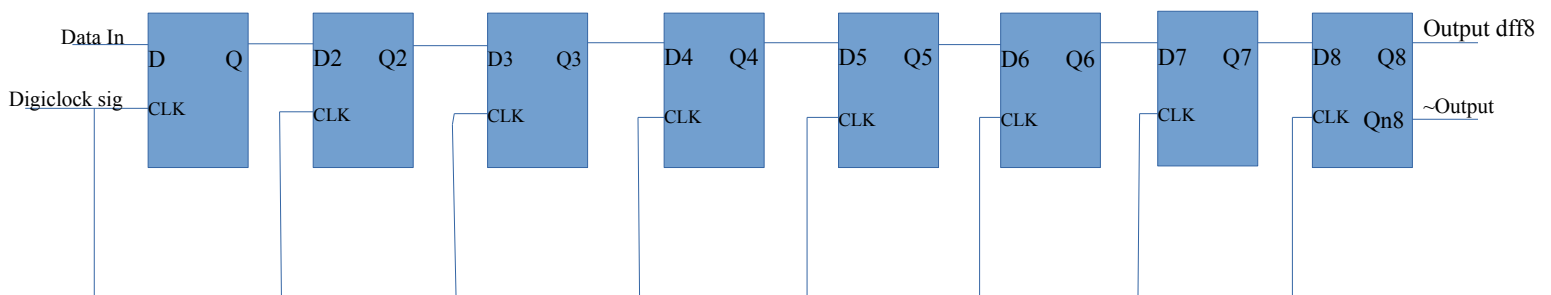 Data In
Digiclock sig
D Q
CLK
D2 Q2
CLK
D3 Q3
CLK
D4 Q4
CLK
D5 Q5
CLK
D6 Q6
CLK
D7 Q7
CLK
D8 Q8
CLK Qn8
Output dff8
~Output